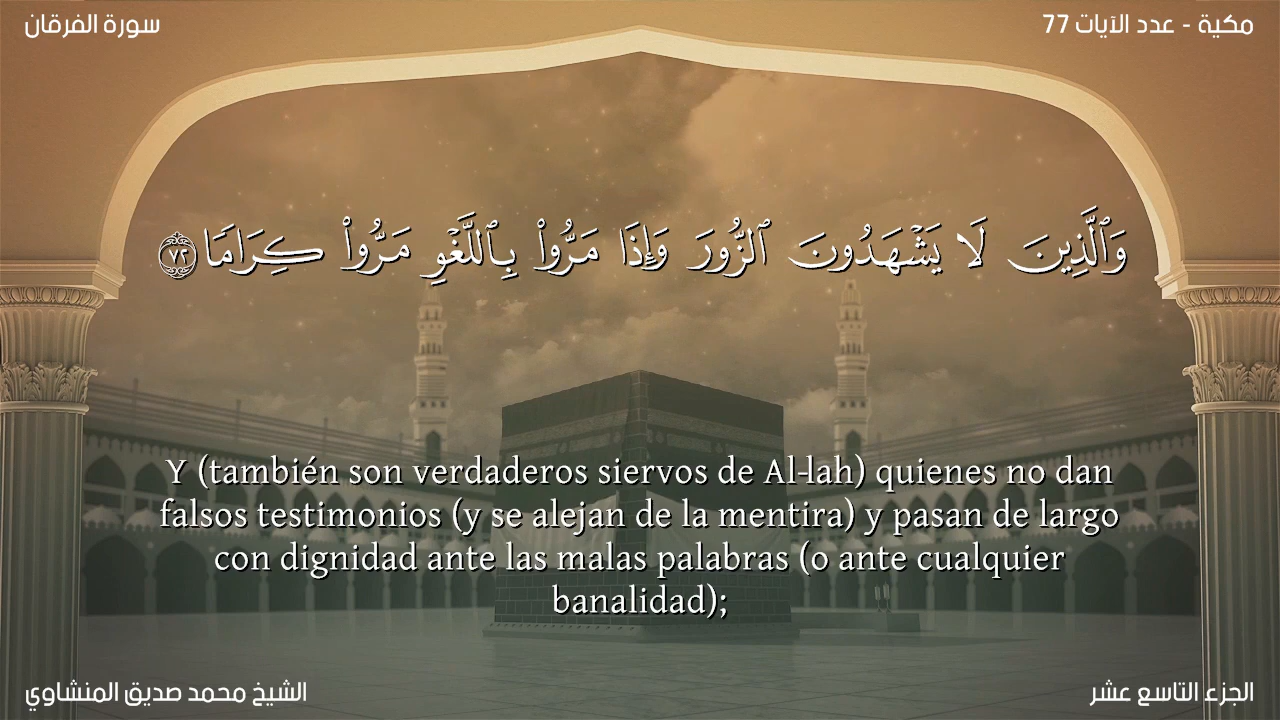 سورة الفرقان
مكية - عدد الآيات 77
وَٱلَّذِينَ لَا يَشْهَدُونَ ٱلزُّورَ وَإِذَا مَرُّوا۟ بِٱللَّغْوِ مَرُّوا۟ كِرَامًا ٧٢
Y (también son verdaderos siervos de Al-lah) quienes no dan
falsos testimonios (y se alejan de la mentira) y pasan de largo
con dignidad ante las malas palabras (o ante cualquier
banalidad);
الشيخ محمد صديق المنشاوي
الجزء التاسع عشر